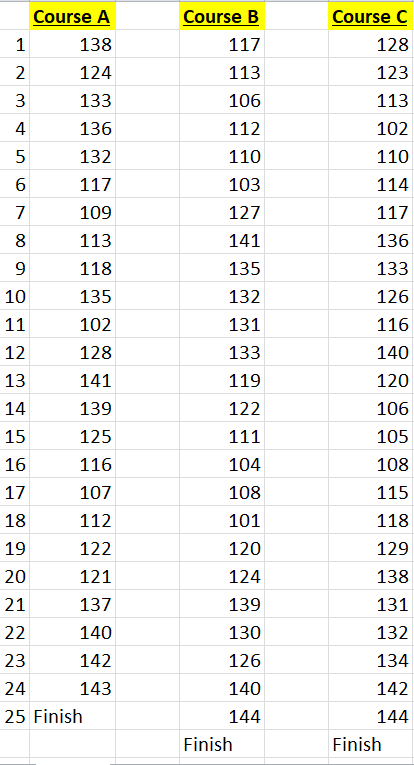 Course A Course B Course C
1 138 117 128
2 124 113 123
3 133 106 113
4 136 112 102
5 132 110 110
6 117 103 114
7 109 127 117
8 113 141 136
9 118 135 133
10 135 132 126
11 102 131 116
12 128 133 140
13 141 119 120
14 139 122 106
15 125 111 105
16 116 104 108
17 107 108 115
18 112 101 118
19 122 120 129
20 121 124 138
21 137 139 131
22 140 130 132
23 142 126 134
24 143 140 142
25 Finish 144 144
Finish Finish